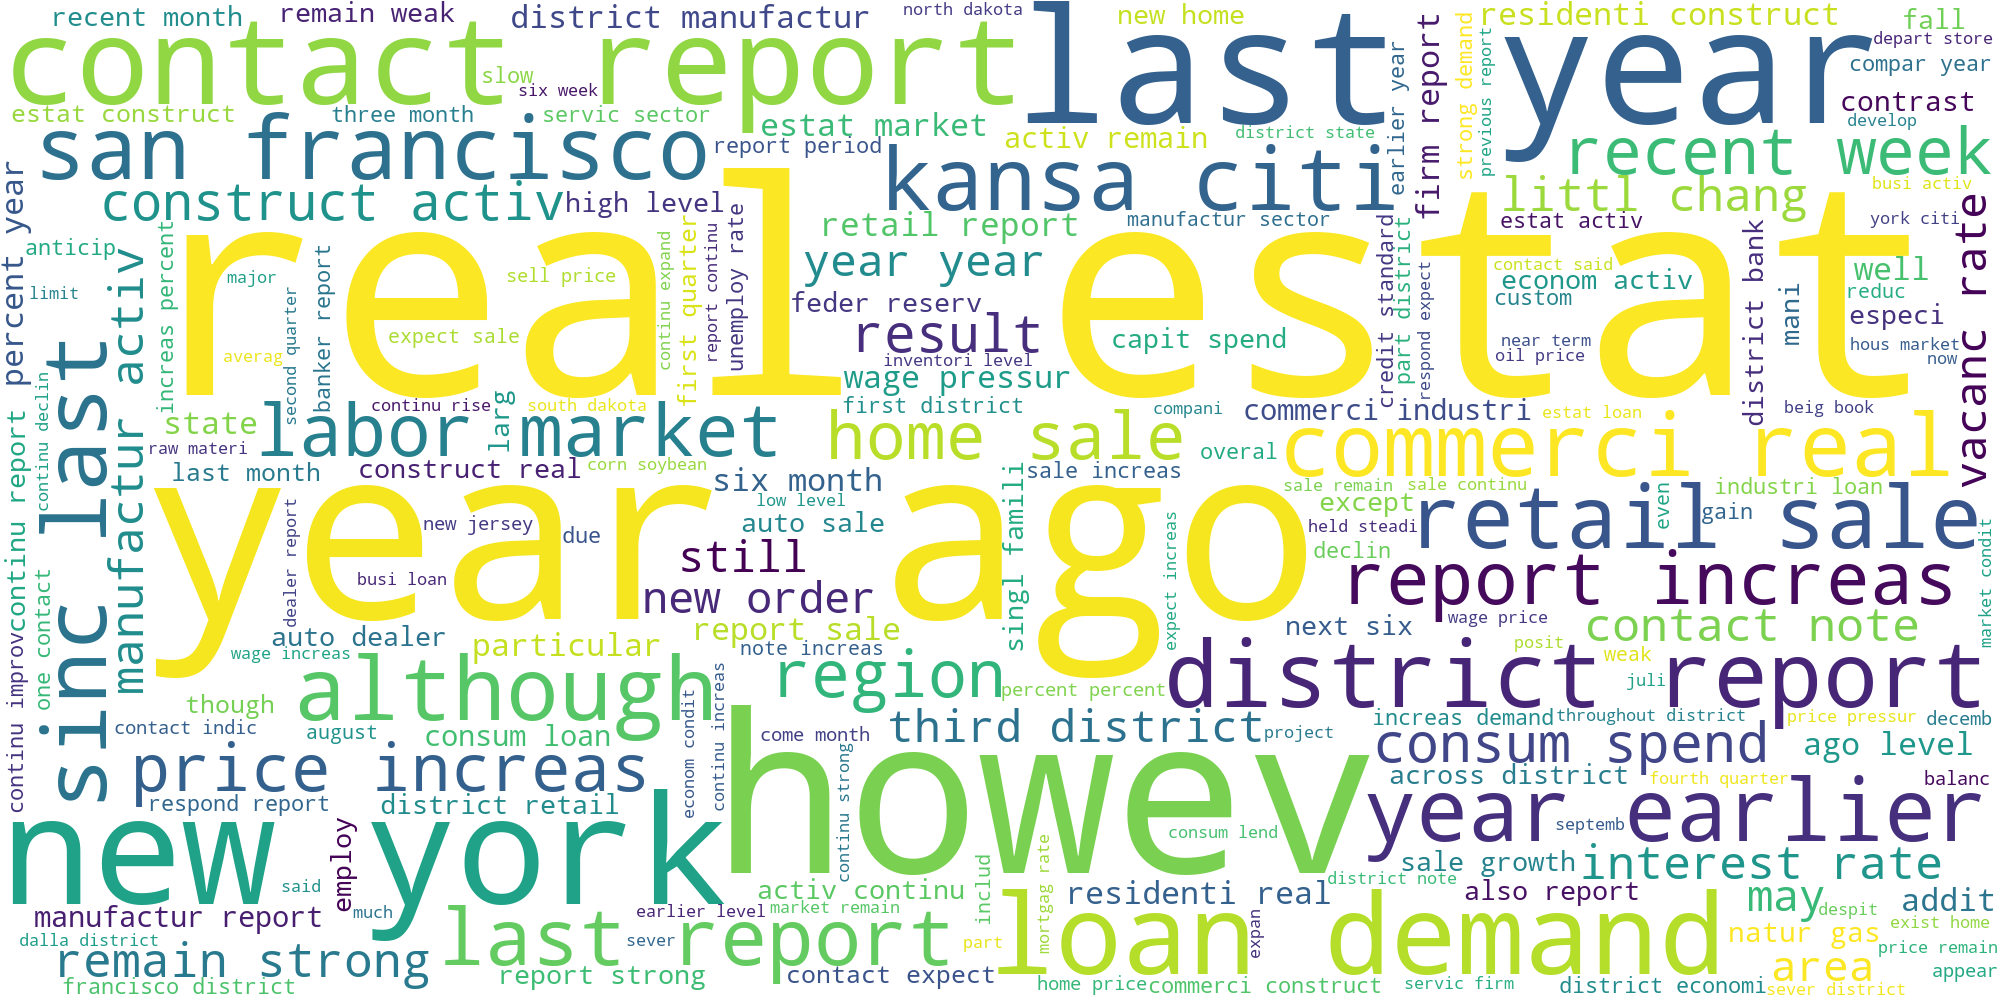 recent month
remain weak
district manufactur
north dakota
new home
residenti construct
fall
contact report
last
year
depart store
compar year
slow
six week
firm report
strong demand
previous report
earlier year
contrast
develop
estat construct
three month
servic sector
estat market
activ remain
district state
san francisco
report period
kansa citi
recent week
construct activ
high level
retail report
manufactur sector
littl chang
busi activ
estat activ
york citi
percent year
anticip
limit
manufactur activ
increas percent
major
averag
second quarter
banker report
sell price
expect sale
continu expand
first quarter
report continu
unemploy rate
real estat
year year
feder reserv
result
inventori level
wage pressur
capit spend
credit standard
part district
respond expect
contact said
econom activ
custom
near term
oil price
district bank
mani
well
reduc
especi
hous market
now
vacanc rate
state
continu rise
south dakota
first district
compani
commerci industri
estat loan
beig book
raw materi
labor market
larg
home sale
overal
commerci real
last month
construct real
corn soybean
six month
sale increas
sale remain
sale continu
industri loan
continu report
continu declin
sinc last
low level
auto sale
except
even
gain
retail sale
year ago
dealer report
new jersey
due
held steadi
declin
still
singl famili
expect increas
busi loan
new order
report increas
market condit
continu improv
one contact
auto dealer
particular
report sale
next six
wage price
contact note
wage increas
note increas
posit
weak
although
region
percent percent
district report
juli
though
contact indic
august
consum loan
econom condit
continu increas
come month
third district
project
increas demand
throughout district
price pressur
decemb
howev
consum spend
ago level
price increas
continu strong
across district
fourth quarter
balanc
respond report
district retail
year earlier
new york
employ
consum lend
septemb
sale growth
interest rate
said
activ continu
includ
mortgag rate
residenti real
district note
also report
may
addit
manufactur report
much
earlier level
market remain
despit
exist home
dalla district
last report
sever
part
expan
loan demand
natur gas
price remain
remain strong
report strong
contact expect
area
appear
francisco district
home price
commerci construct
servic firm
district economi
sever district